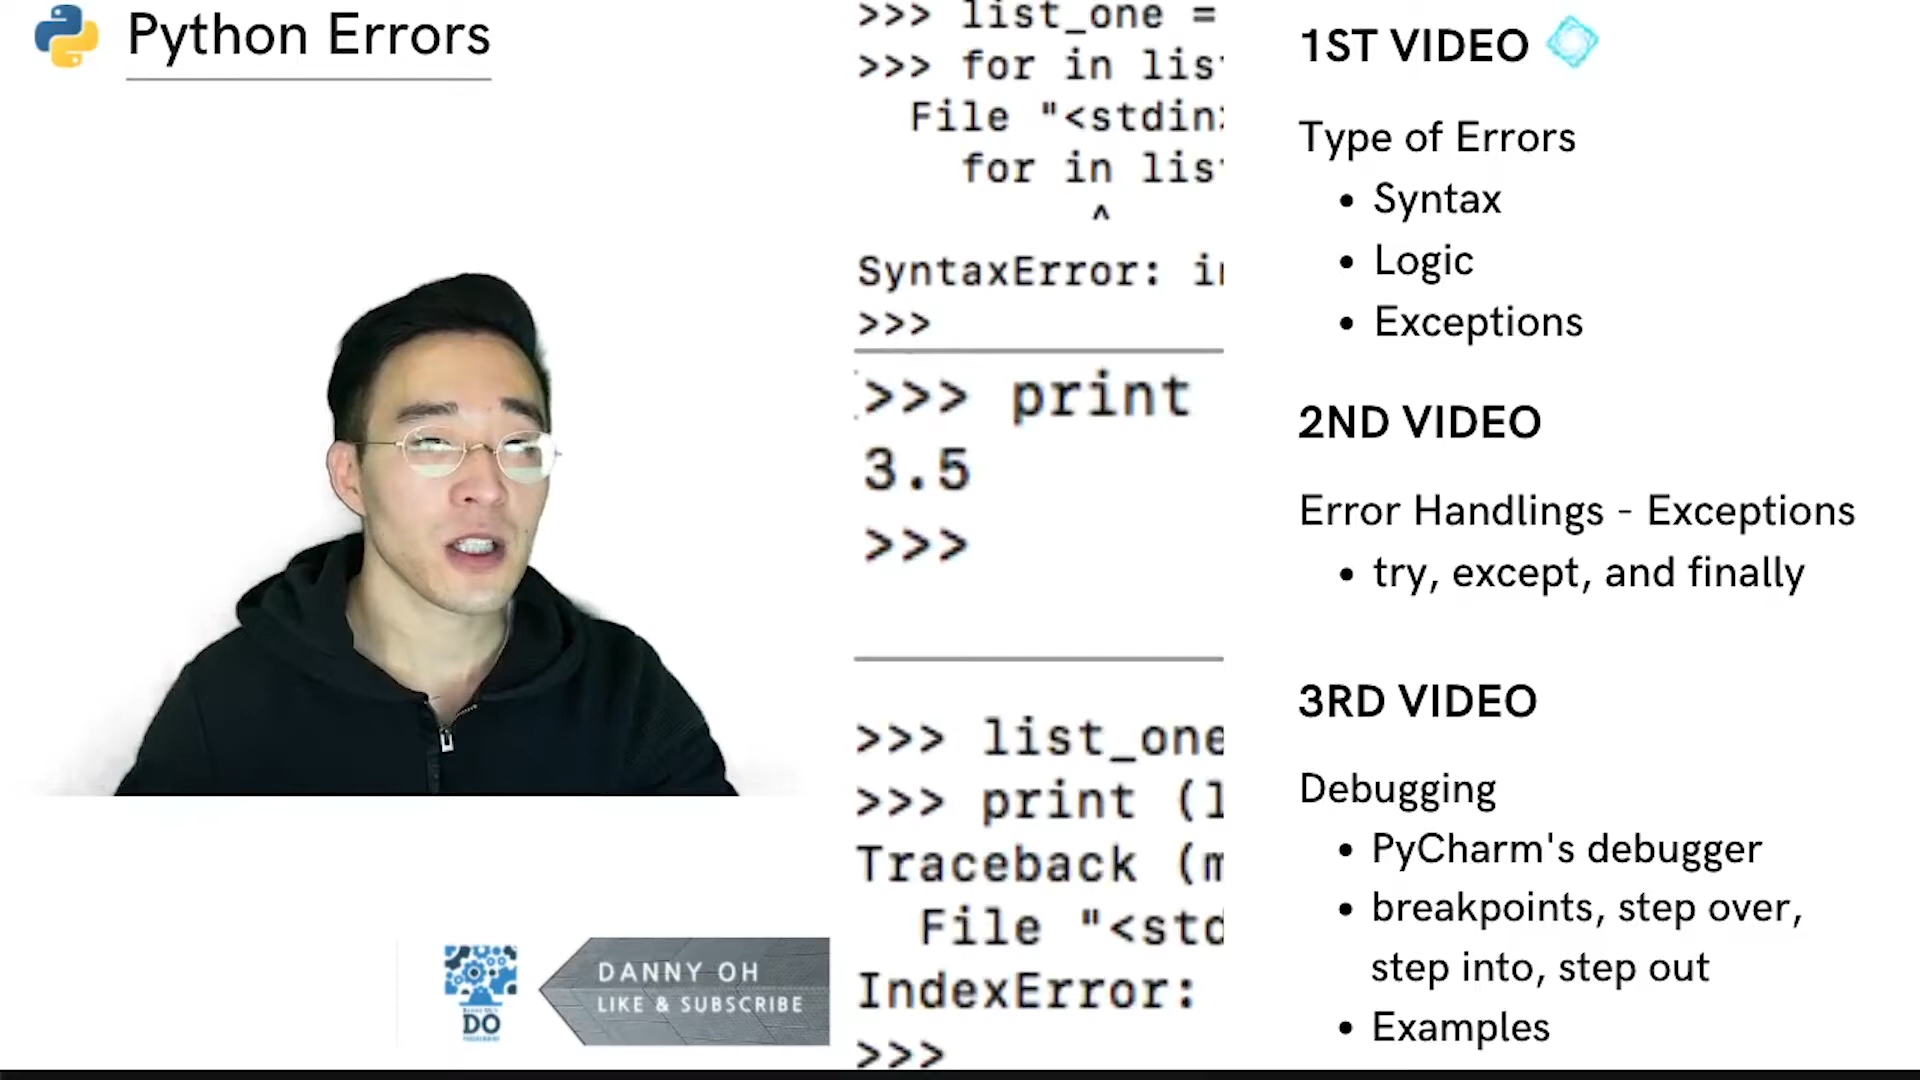 Python Errors
>>> list_one =
>>> for in lis
File "<stdin>
for in lis
^
SyntaxError: i
>>>
>>> print
3.5
>>>
>>> list_one
>>> print (l
Traceback (m
File "<std
IndexError:
>>>
1ST VIDEO
Type of Errors
• Syntax
• Logic
• Exceptions
2ND VIDEO
Error Handlings - Exceptions
• try, except, and finally
3RD VIDEO
Debugging
• PyCharm's debugger
• breakpoints, step over,
step into, step out
• Examples
DO
DANNY OH
LIKE & SUBSCRIBE